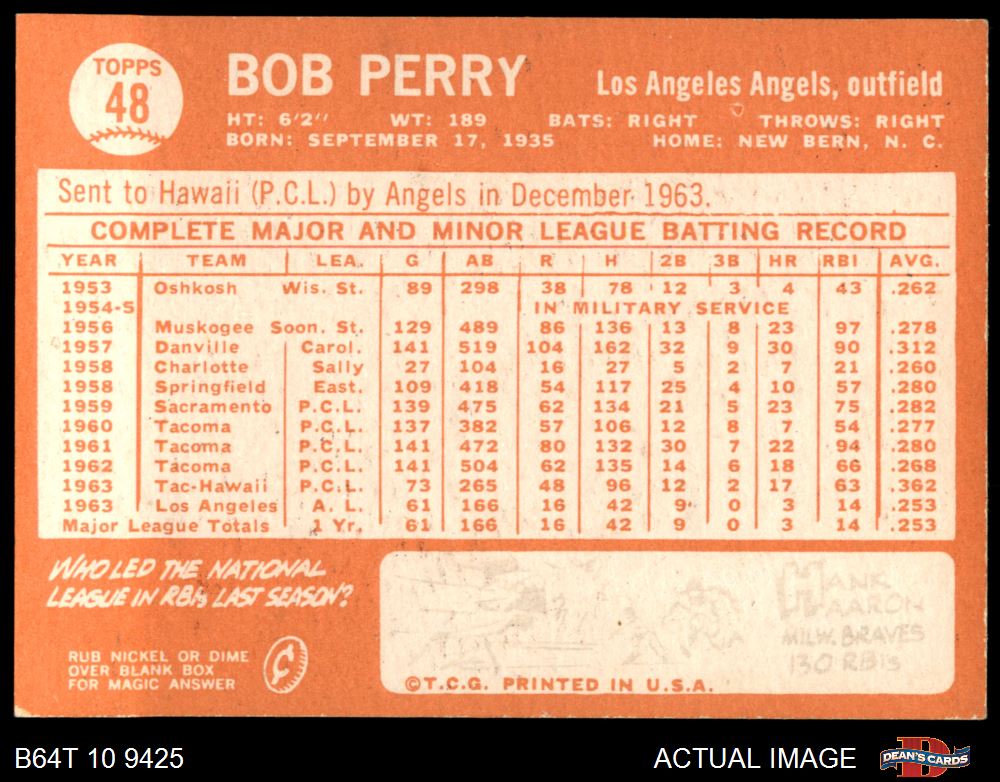 TOPPS
48
BOB PERRY
Los Angeles Angels, outfield
HT: 6'2" WT: 189 BATS: RIGHT THROWS: RIGHT
BORN: SEPTEMBER 17, 1935 HOME: NEW BERN, N. C.
Sent to Hawaii (P.C.L.) by Angels in December 1963.
COMPLETE MAJOR AND MINOR LEAGUE BATTING RECORD
YEAR TEAM LEA. G AB R H 2B 3B HR RBI AVG.
1953 Oshkosh Wis. St. 89 298 38 78 12 3 4 43 .262
1954-5 IN MILITARY SERVICE
1956 Muskogee Soon. St. 129 489 86 136 13 8 23 97 .278
1957 Danville Carol. 141 519 104 162 32 9 30 90 .312
1958 Charlotte Sally 27 104 16 27 5 2 7 21 .260
1958 Springfield East. 109 418 54 117 25 4 10 57 .280
1959 Sacramento P.C.L. 139 475 62 134 21 5 23 75 .282
1960 Tacoma P.C.L. 137 382 57 106 12 8 7 54 .277
1961 Tacoma P.C.L. 141 472 80 132 30 7 22 94 .280
1962 Tacoma P.C.L. 141 504 62 135 14 6 18 66 .268
1963 Tac-Hawaii P.C.L. 73 265 48 96 12 2 17 63 .362
1963 Los Angeles A. L. 61 166 16 42 9 0 3 14 .253
Major League Totals 1 Yr. 61 166 16 42 9 0 3 14 .253
WHO LED THE NATIONAL
LEAGUE IN RBIs LAST SEASON?
RUB NICKEL OR DIME
OVER BLANK BOX
FOR MAGIC ANSWER
HANK
AARON
MILW. BRAVES
130 RBIs
©T.C.G. PRINTED IN U.S.A.
B64T 10 9425
ACTUAL IMAGE
DEAN'S CARDS